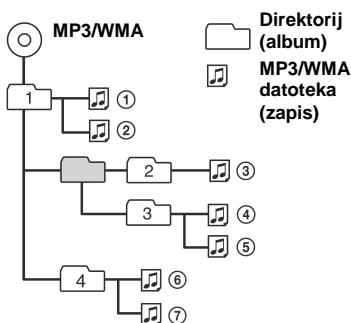 MP3/WMA
Direktorij
(album)
MP3/WMA
datoteka
(zapis)
1
①
②
2
③
3
④
⑤
4
⑥
⑦